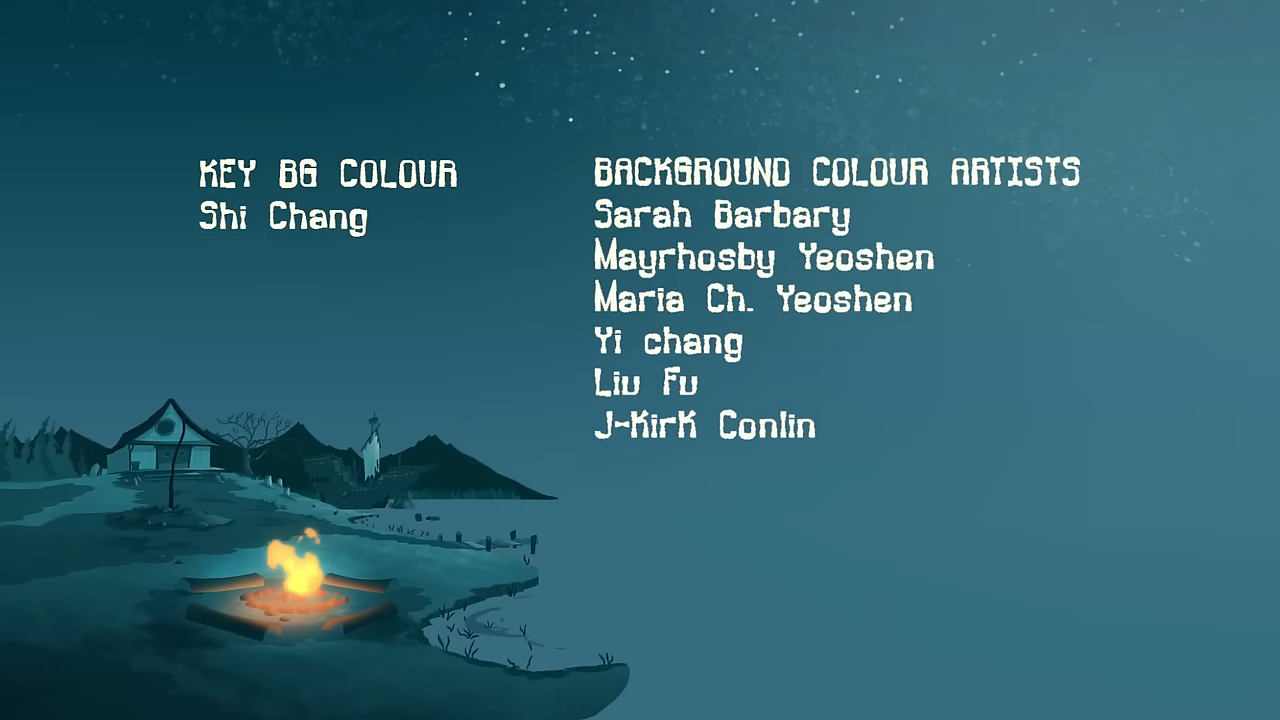 KEY BG COLOUR
Shi Chang
BACKGROUND COLOUR ARTISTS
Sarah Barbary
Mayrhosby Yeoshen
Maria Ch. Yeoshen
Yi chang
Liu Fu
J-Kirk Conlin